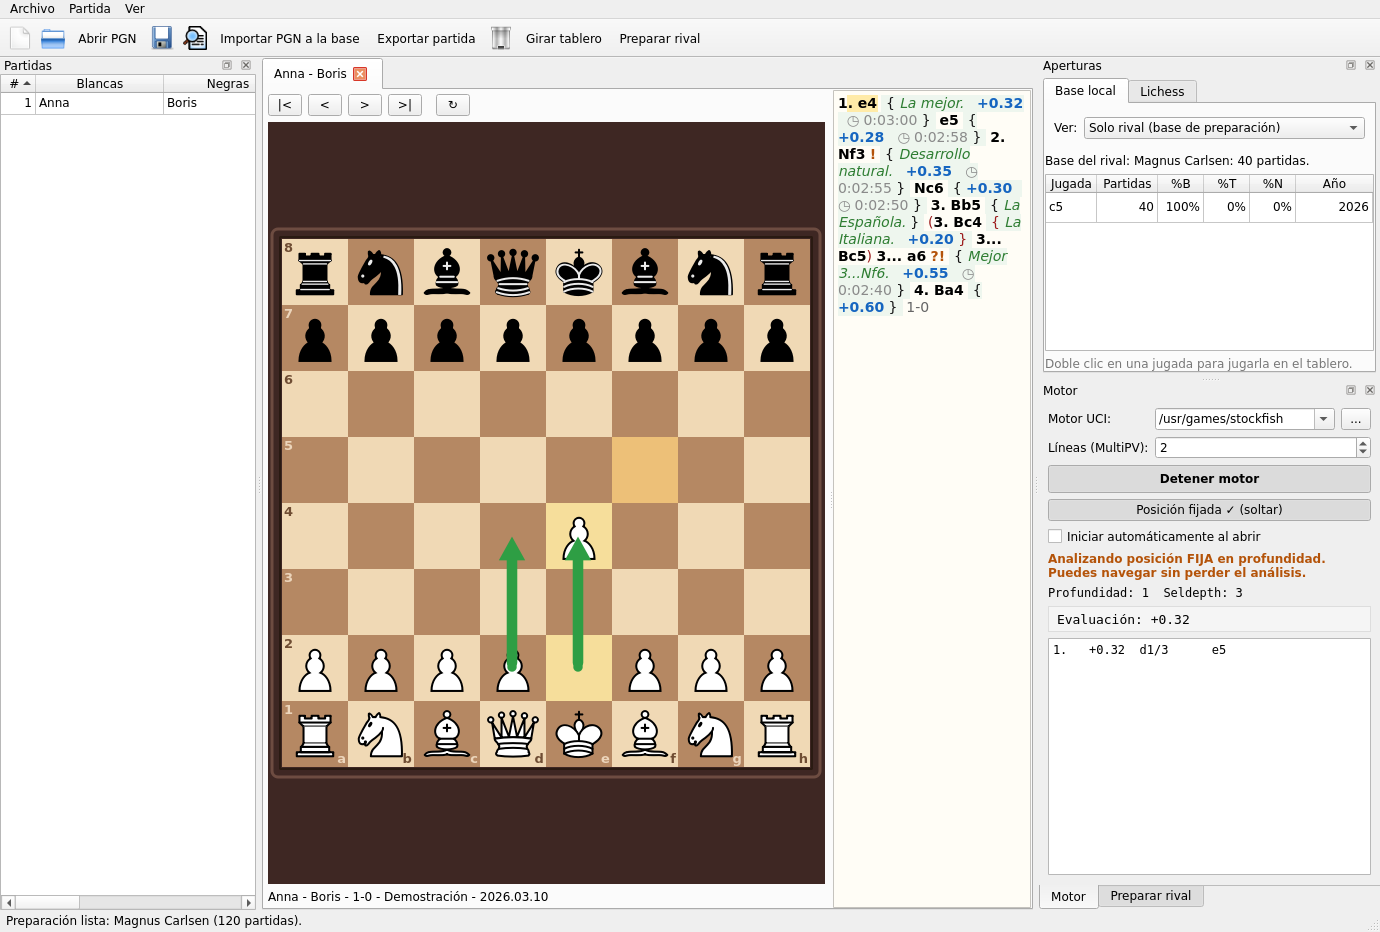 Archivo Partida Ver
Abrir PGN Importar PGN a la base Exportar partida Girar tablero Preparar rival
Partidas
# Blancas Negras
1 Anna Boris
Anna - Boris
|< < > >| ↻
8
7
6
5
4
3
2
1
a b c d e f g h
Anna - Boris - 1-0 - Demostración - 2026.03.10
1. e4 { La mejor. +0.32
◷ 0:03:00 } e5 {
+0.28 ◷ 0:02:58 } 2.
Nf3 ! { Desarrollo
natural. +0.35 ◷
0:02:55 } Nc6 { +0.30
◷ 0:02:50 } 3. Bb5 { La
Española. } (3. Bc4 { La
Italiana. +0.20 } 3...
Bc5) 3... a6 ?! { Mejor
3...Nf6. +0.55 ◷
0:02:40 } 4. Ba4 {
+0.60 } 1-0
Aperturas
Base local Lichess
Ver: Solo rival (base de preparación)
Base del rival: Magnus Carlsen: 40 partidas.
Jugada Partidas %B %T %N Año
c5 40 100% 0% 0% 2026
Doble clic en una jugada para jugarla en el tablero.
Motor
Motor UCI: /usr/games/stockfish ...
Líneas (MultiPV): 2
Detener motor
Posición fijada ✓ (soltar)
Iniciar automáticamente al abrir
Analizando posición FIJA en profundidad.
Puedes navegar sin perder el análisis.
Profundidad: 1 Seldepth: 3
Evaluación: +0.32
1. +0.32 d1/3 e5
Motor Preparar rival
Preparación lista: Magnus Carlsen (120 partidas).